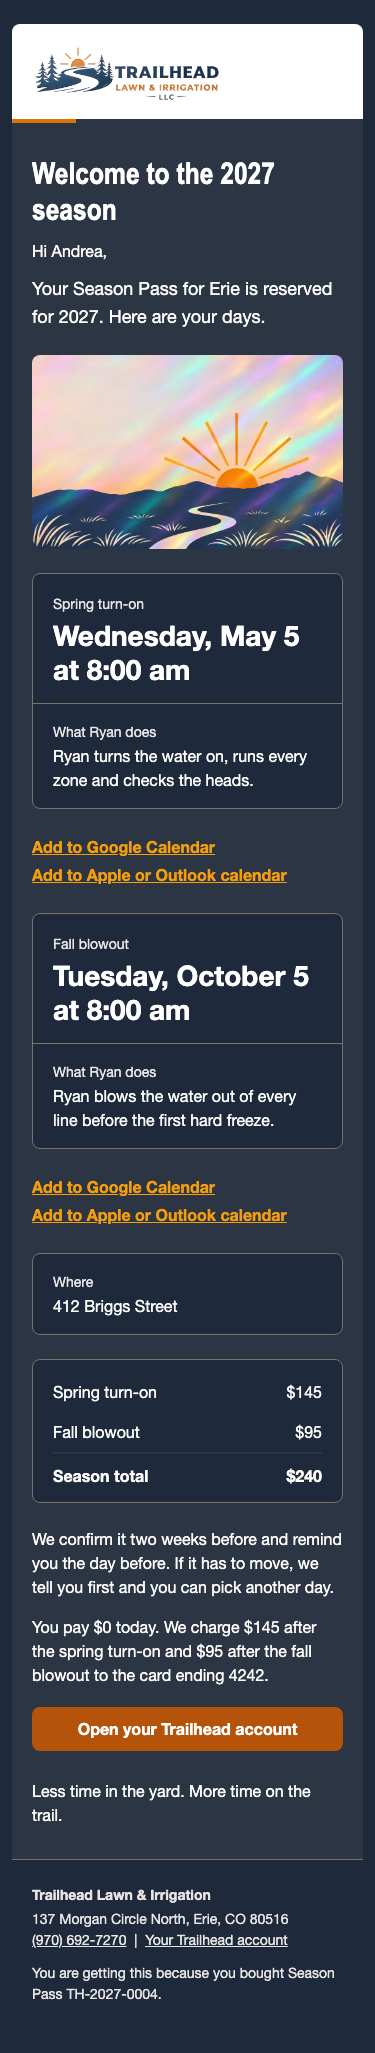 TRAILHEAD
LAWN & IRRIGATION
LLC
Welcome to the 2027
season
Hi Andrea,
Your Season Pass for Erie is reserved
for 2027. Here are your days.
Spring turn-on
Wednesday, May 5
at 8:00 am
What Ryan does
Ryan turns the water on, runs every
zone and checks the heads.
Add to Google Calendar
Add to Apple or Outlook calendar
Fall blowout
Tuesday, October 5
at 8:00 am
What Ryan does
Ryan blows the water out of every
line before the first hard freeze.
Add to Google Calendar
Add to Apple or Outlook calendar
Where
412 Briggs Street
Spring turn-on $145
Fall blowout $95
Season total $240
We confirm it two weeks before and remind
you the day before. If it has to move, we
tell you first and you can pick another day.
You pay $0 today. We charge $145 after
the spring turn-on and $95 after the fall
blowout to the card ending 4242.
Open your Trailhead account
Less time in the yard. More time on the
trail.
Trailhead Lawn & Irrigation
137 Morgan Circle North, Erie, CO 80516
(970) 692-7270 | Your Trailhead account
You are getting this because you bought Season
Pass TH-2027-0004.